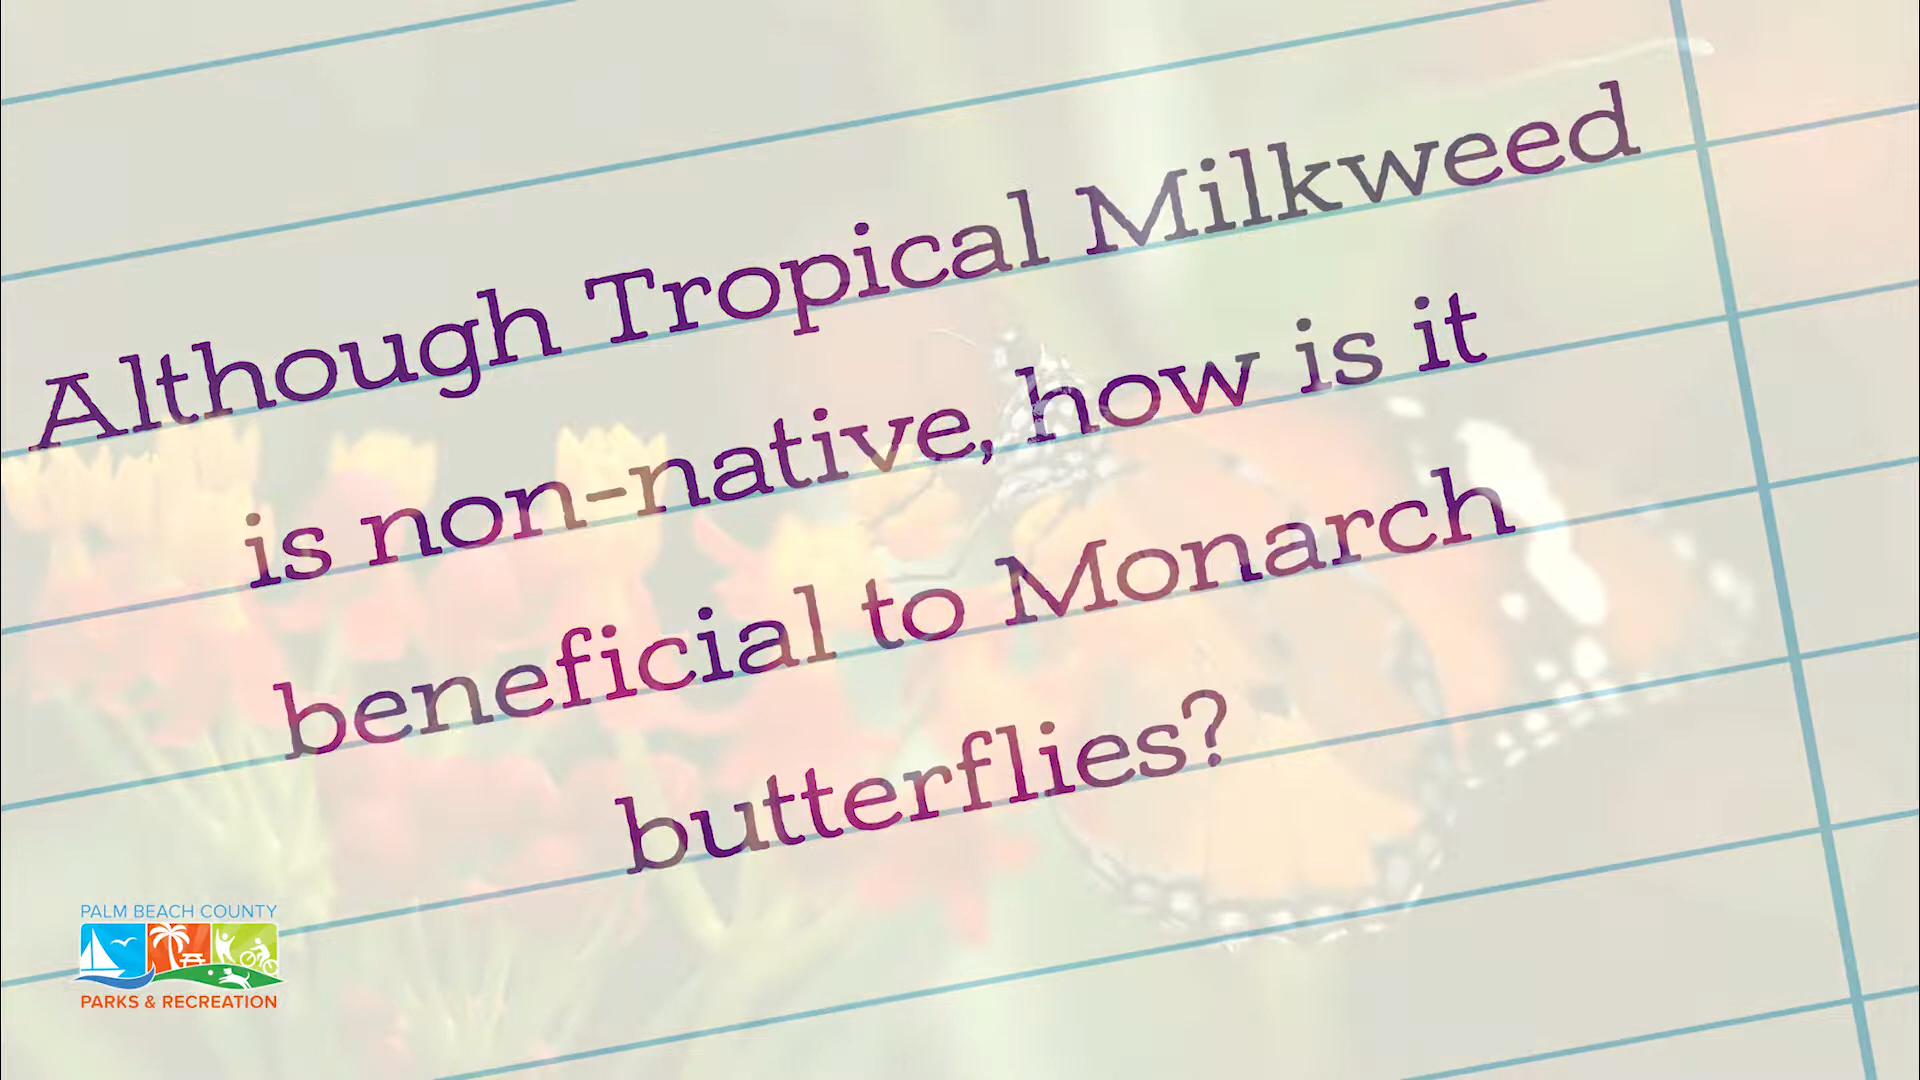 Although Tropical Milkweed
is non-native, how is it
beneficial to Monarch
butterflies?
PALM BEACH COUNTY
PARKS & RECREATION